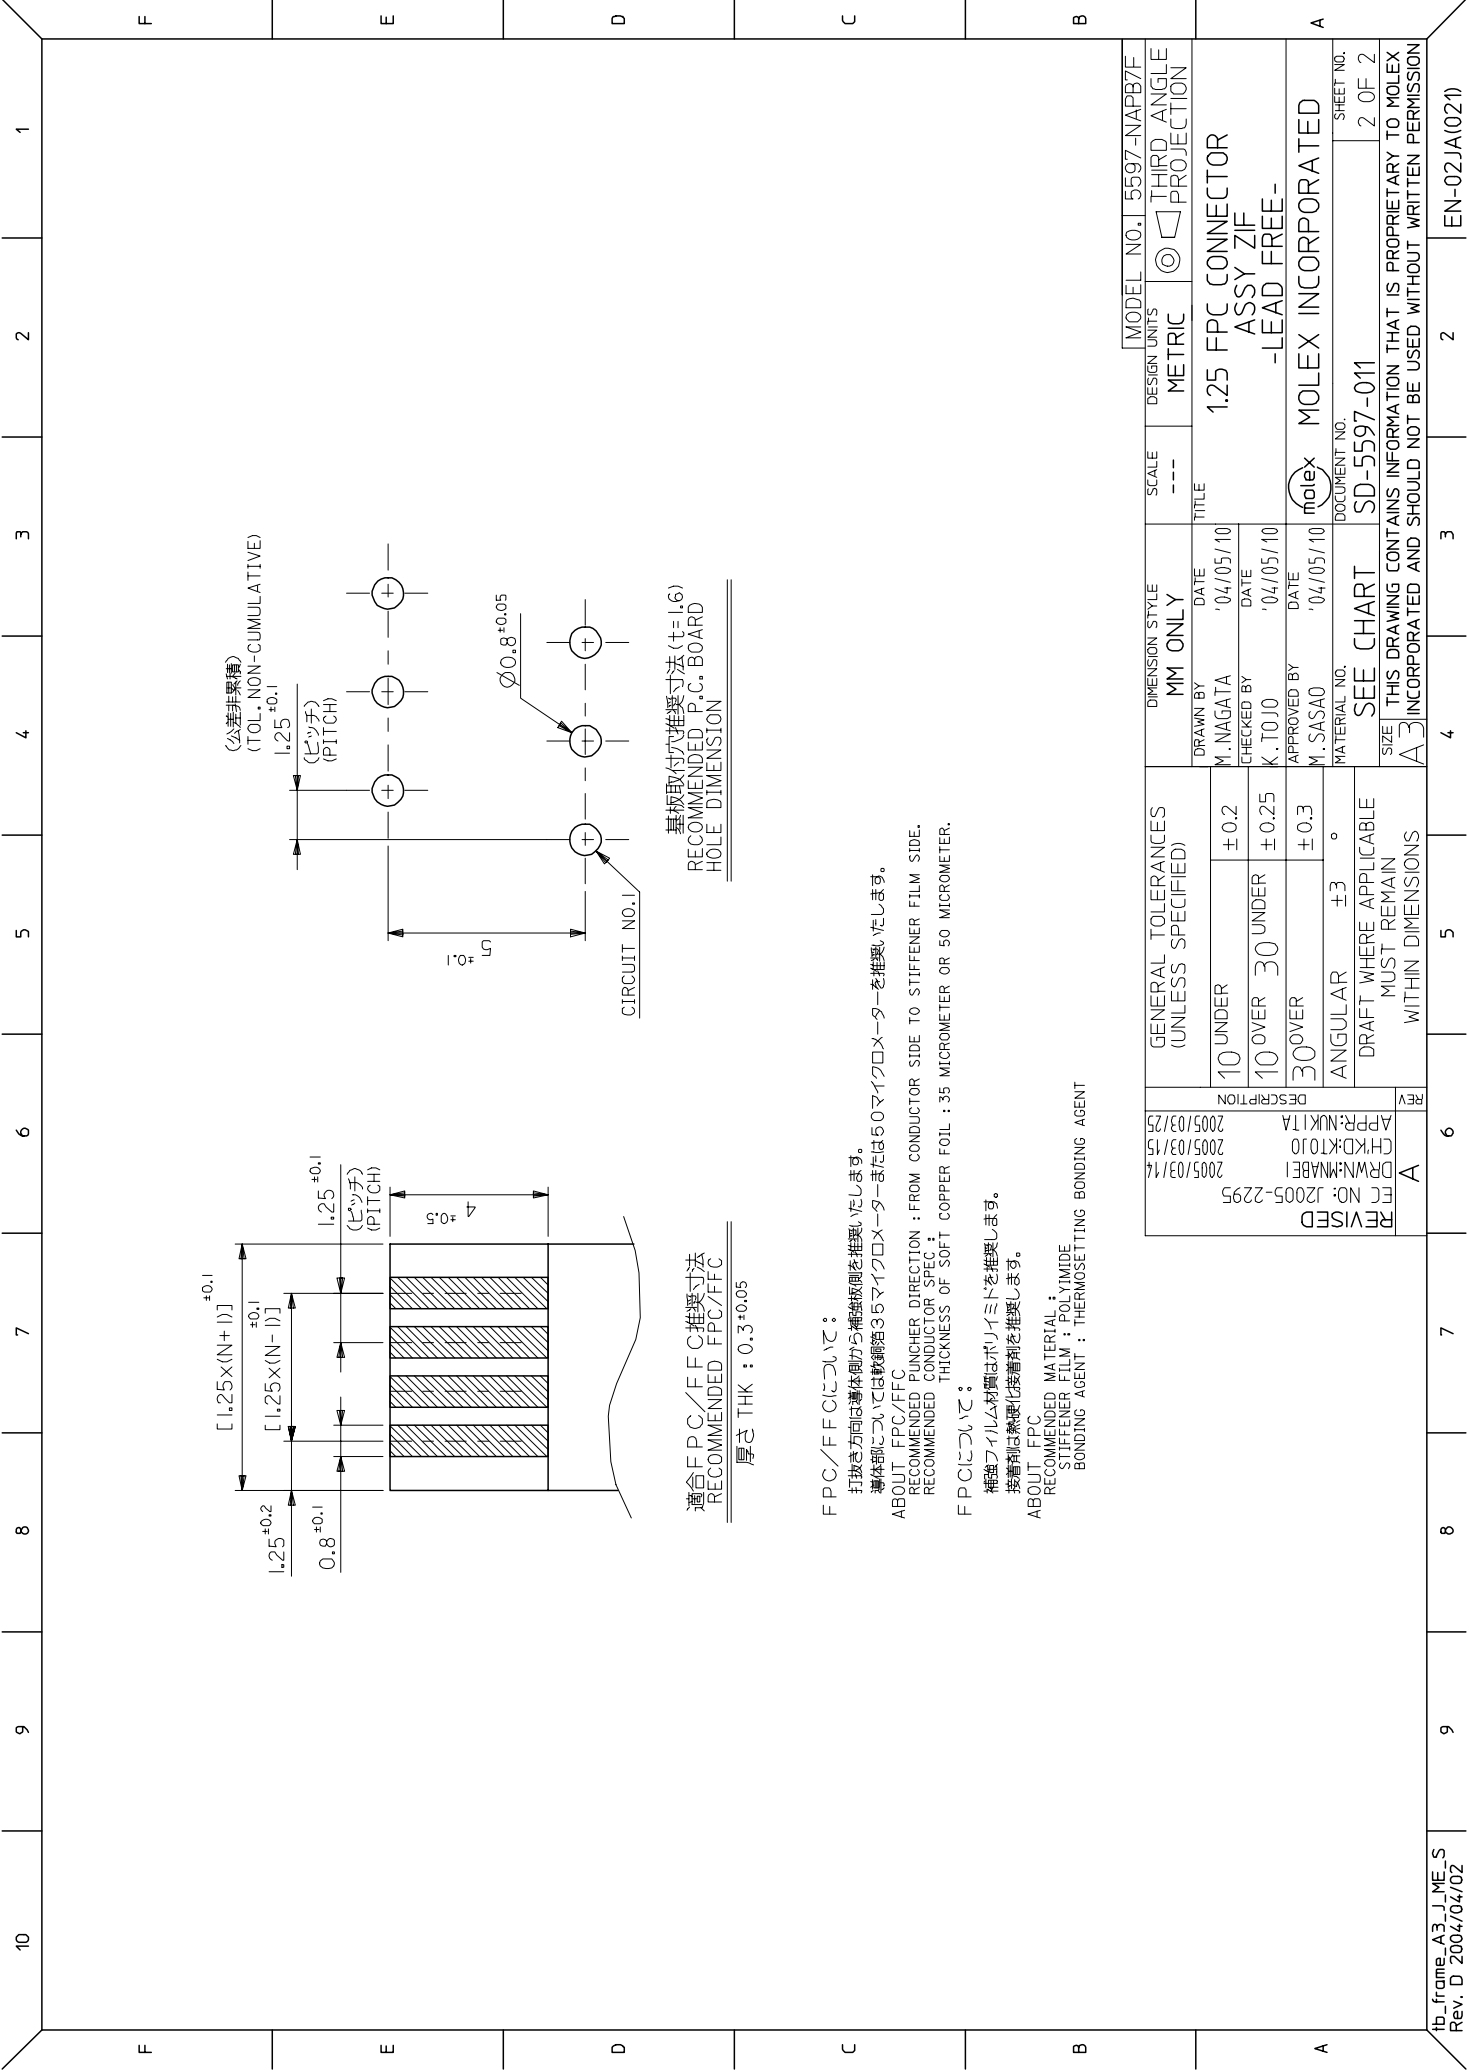 10
9
8
7
6
5
4
3
2
1
F
E
D
C
B
A
[1.25x(N+1)] ±0.1
[1.25x(N-1)] ±0.1
1.25 ±0.2
0.8 ±0.1
1.25 ±0.1
(ピッチ)
(PITCH)
4 ±0.5
適合FPC/FFC推奨寸法
RECOMMENDED FPC/FFC
厚さ THK : 0.3±0.05
(公差非累積)
(TOL. NON-CUMULATIVE)
1.25 ±0.1
(ピッチ)
(PITCH)
5 ±0.1
Ø0.8±0.05
CIRCUIT NO.1
基板取付穴推奨寸法(t=1.6)
RECOMMENDED P.C. BOARD
HOLE DIMENSION
FPC/FFCについて:
打抜き方向は導体側から補強板側を推奨いたします。
導体部については軟銅箔35マイクロメーターまたは50マイクロメーターを推奨いたします。
ABOUT FPC/FFC
RECOMMENDED PUNCHER DIRECTION : FROM CONDUCTOR SIDE TO STIFFENER FILM SIDE.
RECOMMENDED CONDUCTOR SPEC :
THICKNESS OF SOFT COPPER FOIL : 35 MICROMETER OR 50 MICROMETER.
FPCについて:
補強フィルム材質はポリイミドを推奨します。
接着剤は熱硬化接着剤を推奨します。
ABOUT FPC
RECOMMENDED MATERIAL :
STIFFENER FILM : POLYIMIDE
BONDING AGENT : THERMOSETTING BONDING AGENT
MODEL NO. 5597-NAPB7F
REVISED
EC NO: J2005-2295
DRWN:MNABEI 2005/03/14
CH'KD:KTOJO 2005/03/15
APPR:NUKITA 2005/03/25
DESCRIPTION
A
REV
GENERAL TOLERANCES
(UNLESS SPECIFIED)
10 UNDER ±0.2
10 OVER 30 UNDER ±0.25
30 OVER ±0.3
ANGULAR ±3 °
DRAFT WHERE APPLICABLE
MUST REMAIN
WITHIN DIMENSIONS
DIMENSION STYLE
MM ONLY
SCALE
---
DESIGN UNITS
METRIC
THIRD ANGLE
PROJECTION
DRAWN BY DATE
M.NAGATA '04/05/10
CHECKED BY DATE
K.TOJO '04/05/10
APPROVED BY DATE
M.SASAO '04/05/10
TITLE
1.25 FPC CONNECTOR
ASSY ZIF
-LEAD FREE-
molex MOLEX INCORPORATED
MATERIAL NO.
SEE CHART
DOCUMENT NO.
SD-5597-011
SHEET NO.
2 OF 2
SIZE
A3
THIS DRAWING CONTAINS INFORMATION THAT IS PROPRIETARY TO MOLEX
INCORPORATED AND SHOULD NOT BE USED WITHOUT WRITTEN PERMISSION
F
E
D
C
B
A
tb_frame_A3_J_ME_S
Rev. D 2004/04/02
9
8
7
6
5
4
3
2
EN-02JA(021)